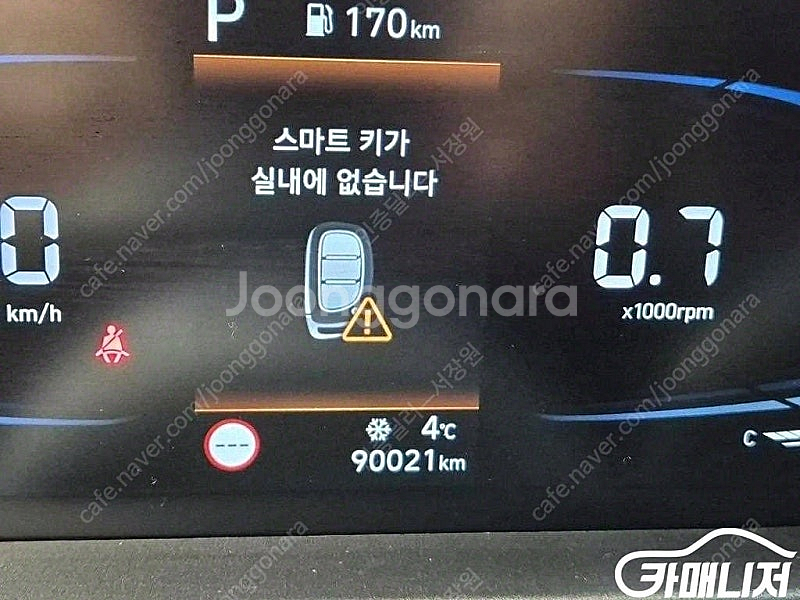 P
170km
스마트 키가
실내에 없습니다
0
km/h
0.7
x1000rpm
C
---
4℃
90021km
Joonggonara
cafe.naver.com/joonggonara
카매니저